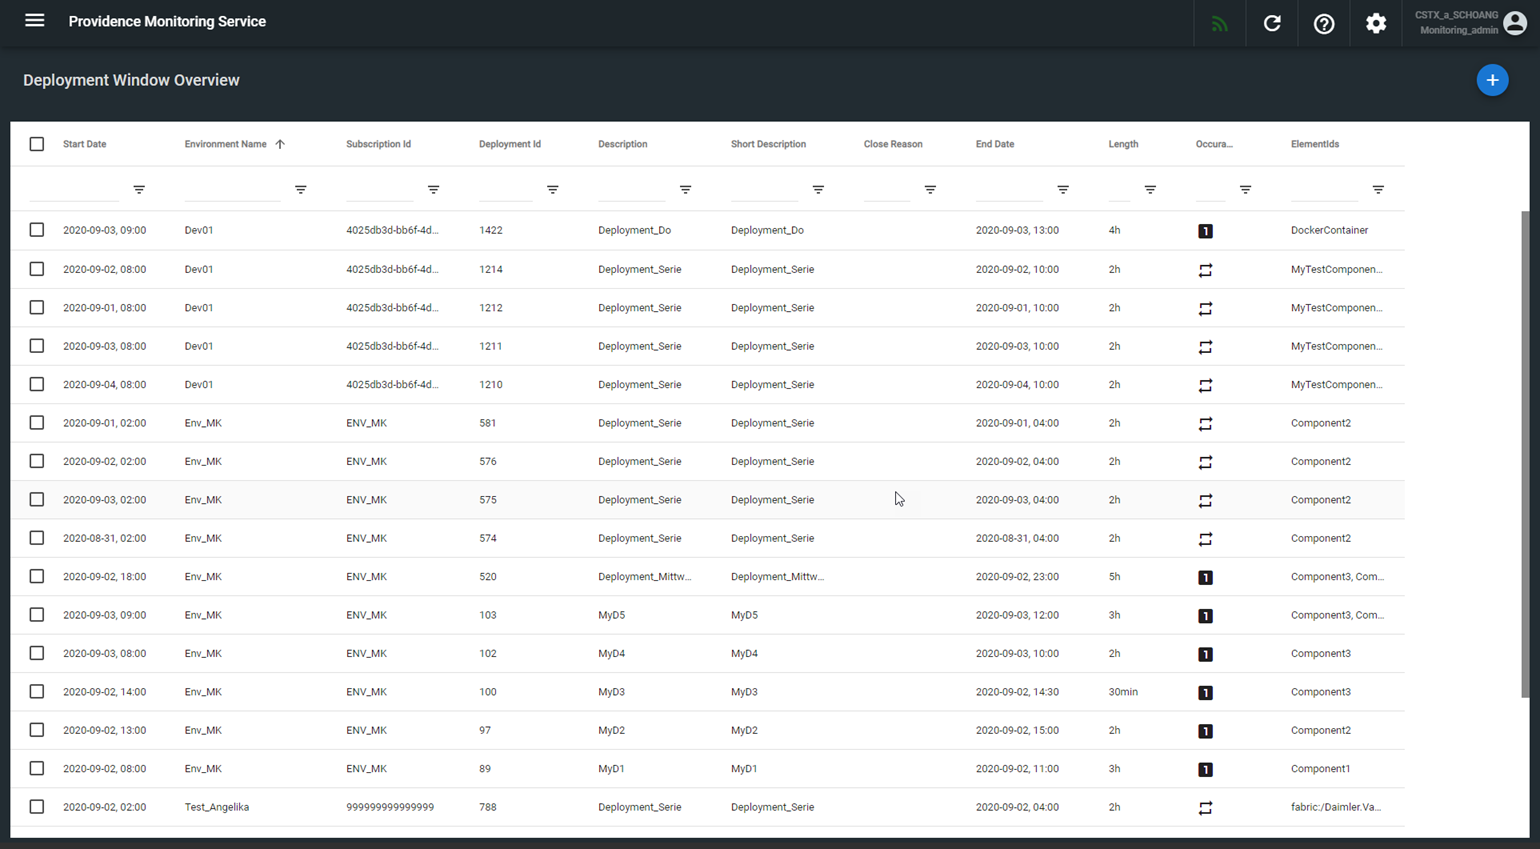 Providence Monitoring Service
CSTX_a_SCHOANG
Monitoring_admin
Deployment Window Overview
Start Date Environment Name Subscription Id Deployment Id Description Short Description Close Reason End Date Length Occura... ElementIds
2020-09-03, 09:00 Dev01 4025db3d-bb6f-4d... 1422 Deployment_Do Deployment_Do 2020-09-03, 13:00 4h 1 DockerContainer
2020-09-02, 08:00 Dev01 4025db3d-bb6f-4d... 1214 Deployment_Serie Deployment_Serie 2020-09-02, 10:00 2h MyTestComponen...
2020-09-01, 08:00 Dev01 4025db3d-bb6f-4d... 1212 Deployment_Serie Deployment_Serie 2020-09-01, 10:00 2h MyTestComponen...
2020-09-03, 08:00 Dev01 4025db3d-bb6f-4d... 1211 Deployment_Serie Deployment_Serie 2020-09-03, 10:00 2h MyTestComponen...
2020-09-04, 08:00 Dev01 4025db3d-bb6f-4d... 1210 Deployment_Serie Deployment_Serie 2020-09-04, 10:00 2h MyTestComponen...
2020-09-01, 02:00 Env_MK ENV_MK 581 Deployment_Serie Deployment_Serie 2020-09-01, 04:00 2h Component2
2020-09-02, 02:00 Env_MK ENV_MK 576 Deployment_Serie Deployment_Serie 2020-09-02, 04:00 2h Component2
2020-09-03, 02:00 Env_MK ENV_MK 575 Deployment_Serie Deployment_Serie 2020-09-03, 04:00 2h Component2
2020-08-31, 02:00 Env_MK ENV_MK 574 Deployment_Serie Deployment_Serie 2020-08-31, 04:00 2h Component2
2020-09-02, 18:00 Env_MK ENV_MK 520 Deployment_Mittw... Deployment_Mittw... 2020-09-02, 23:00 5h 1 Component3, Com...
2020-09-03, 09:00 Env_MK ENV_MK 103 MyD5 MyD5 2020-09-03, 12:00 3h 1 Component3, Com...
2020-09-03, 08:00 Env_MK ENV_MK 102 MyD4 MyD4 2020-09-03, 10:00 2h 1 Component3
2020-09-02, 14:00 Env_MK ENV_MK 100 MyD3 MyD3 2020-09-02, 14:30 30min 1 Component3
2020-09-02, 13:00 Env_MK ENV_MK 97 MyD2 MyD2 2020-09-02, 15:00 2h 1 Component2
2020-09-02, 08:00 Env_MK ENV_MK 89 MyD1 MyD1 2020-09-02, 11:00 3h 1 Component1
2020-09-02, 02:00 Test_Angelika 999999999999999 788 Deployment_Serie Deployment_Serie 2020-09-02, 04:00 2h fabric:/Daimler.Va...